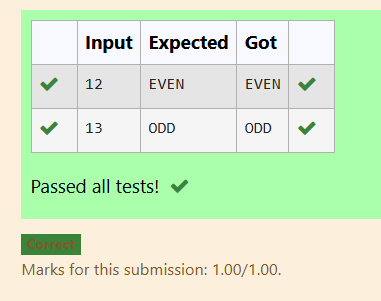 Input Expected Got
12 EVEN EVEN
13 ODD ODD
Passed all tests!
Correct
Marks for this submission: 1.00/1.00.